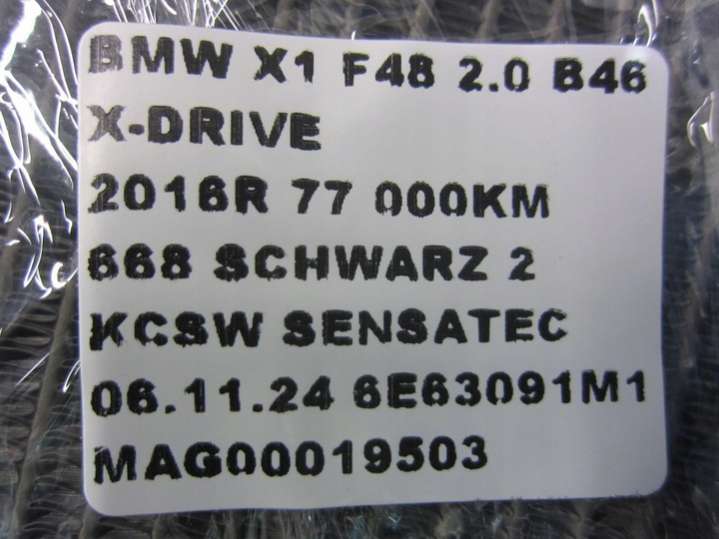 BMW X1 F48 2.0 B46
X-DRIVE
2016R 77 000KM
668 SCHWARZ 2
KCSW SENSATEC
06.11.24 6E63091M1
MAG00019503